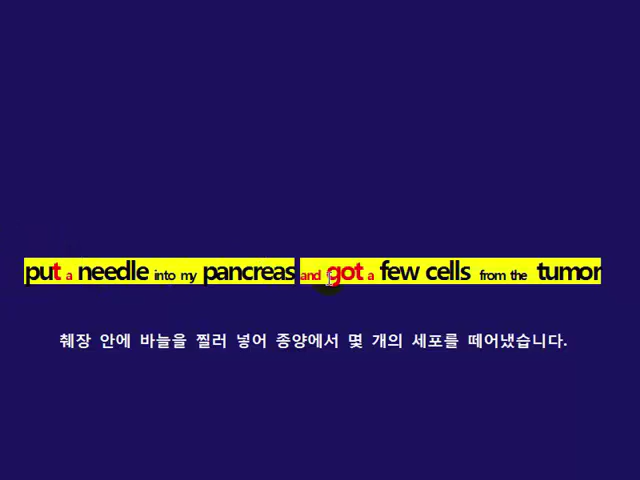 put a needle into my pancreas and got a few cells from the tumor
췌장 안에 바늘을 찔러 넣어 종양에서 몇 개의 세포를 떼어냈습니다.